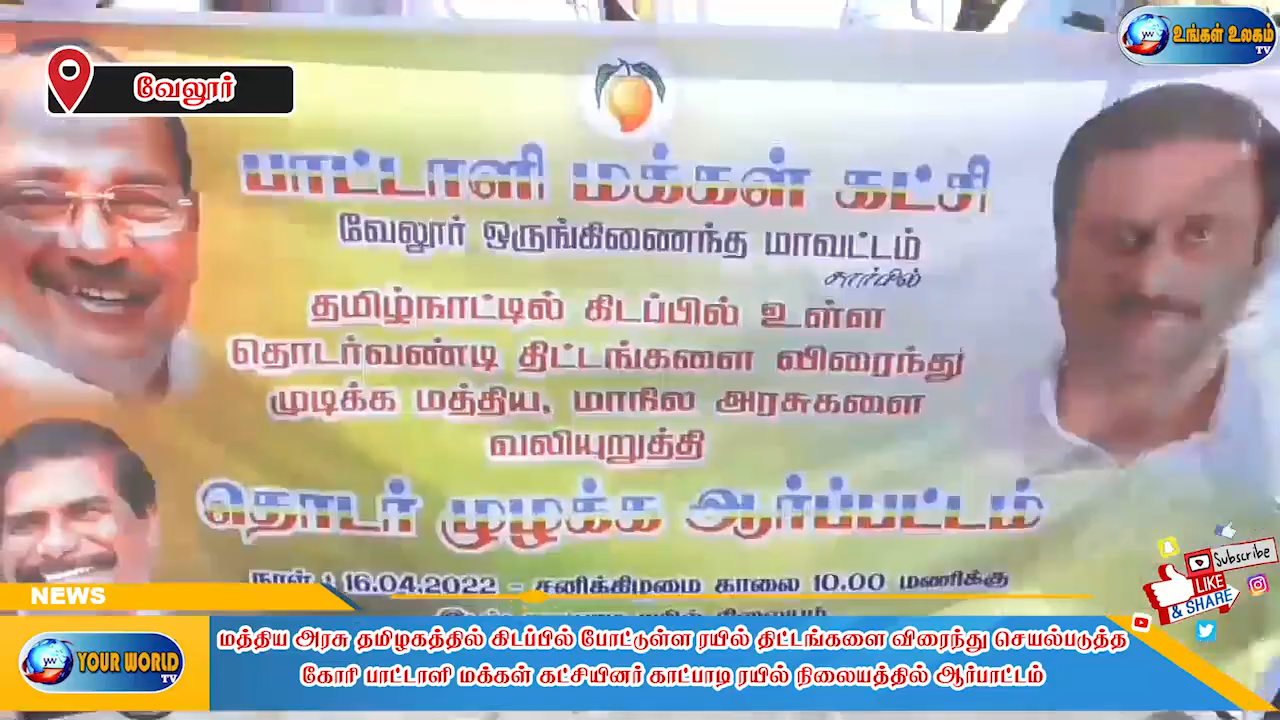 உங்கள் உலகம்
TV
வேலூர்
பாட்டாளி மக்கள் கட்சி
வேலூர் ஒருங்கிணைந்த மாவட்டம்
சார்பில்
தமிழ்நாட்டில் கிடப்பில் உள்ள
தொடர்வண்டி திட்டங்களை விரைந்து
முடிக்க மத்திய, மாநில அரசுகளை
வலியுறுத்தி
தொடர் முழக்க ஆர்ப்பட்டம்
நாள் : 16.04.2022 - சனிக்கிழமை காலை 10.00 மணிக்கு
Subscribe
LIKE
& SHARE
NEWS
YOUR WORLD
TV
மத்திய அரசு தமிழகத்தில் கிடப்பில் போட்டுள்ள ரயில் திட்டங்களை விரைந்து செயல்படுத்த
கோரி பாட்டாளி மக்கள் கட்சியினர் காட்பாடி ரயில் நிலையத்தில் ஆர்பாட்டம்